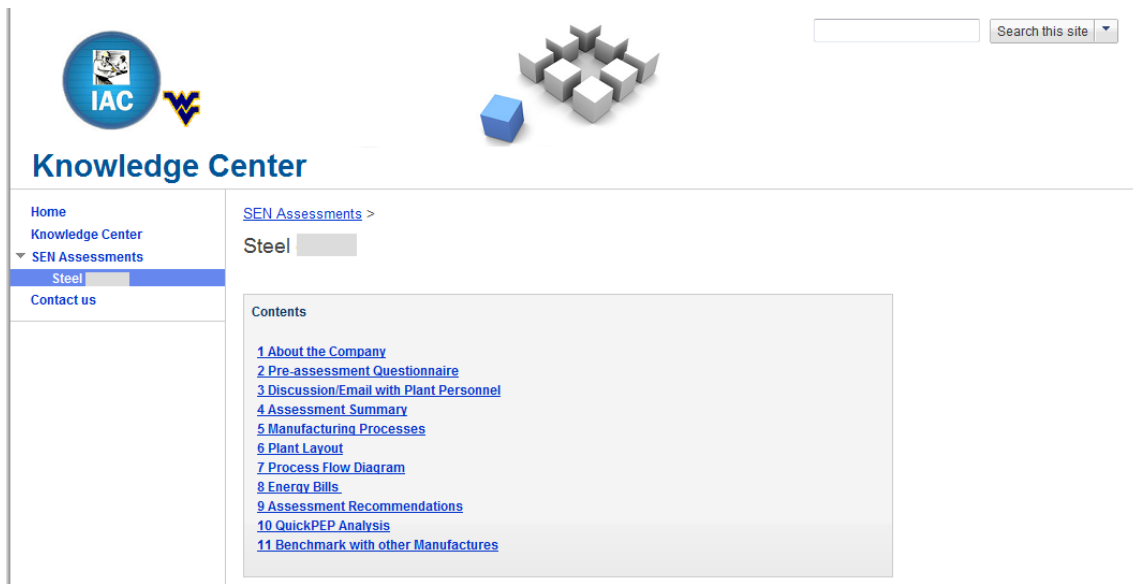 Search this site
IAC
WV
Knowledge Center
Home
Knowledge Center
SEN Assessments
Steel
Contact us
SEN Assessments >
Steel
Contents
1 About the Company
2 Pre-assessment Questionnaire
3 Discussion/Email with Plant Personnel
4 Assessment Summary
5 Manufacturing Processes
6 Plant Layout
7 Process Flow Diagram
8 Energy Bills
9 Assessment Recommendations
10 QuickPEP Analysis
11 Benchmark with other Manufactures